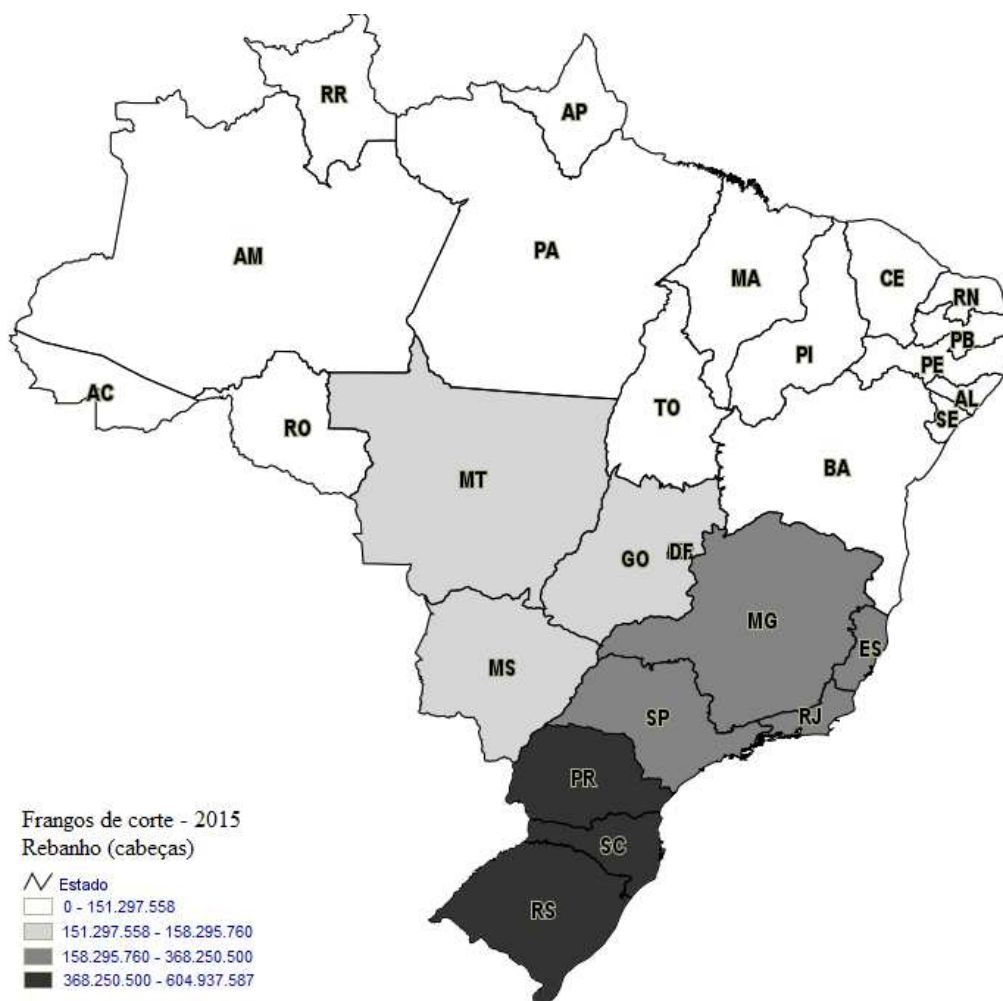 RR
AP
AM
PA
MA
CE
RN
PB
PI
PE
AL
SE
AC
TO
RO
BA
MT
GO
DF
MG
ES
MS
SP
RJ
PR
SC
RS
Frangos de corte - 2015
Rebanho (cabeças)
Estado
0 - 151.297.558
151.297.558 - 158.295.760
158.295.760 - 368.250.500
368.250.500 - 604.937.587